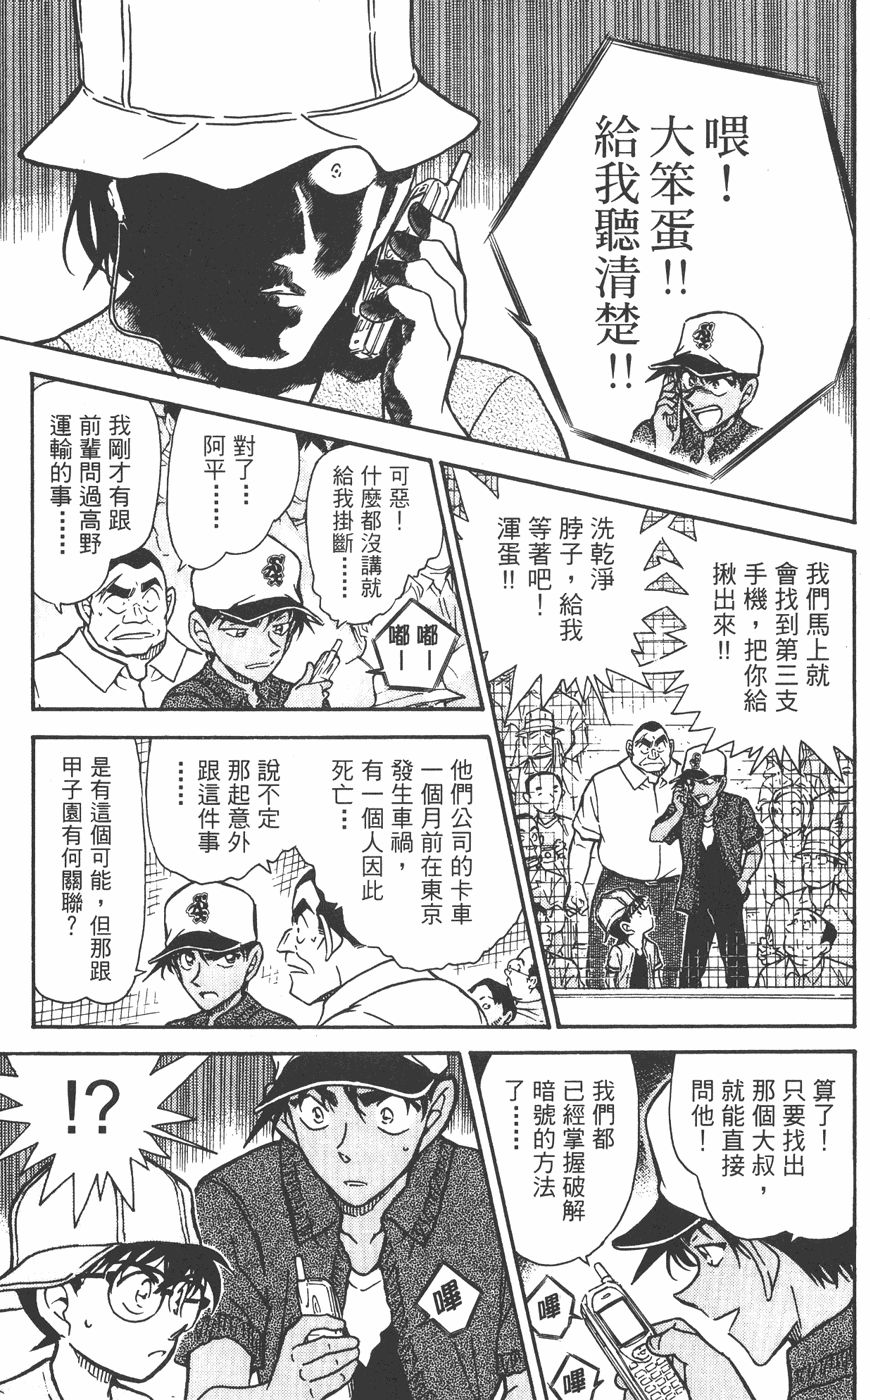 喂！
大笨蛋!!
給我聽清楚!!
我們馬上就
會找到第三支
手機，把你給
揪出來!!
洗乾淨
脖子，給我
等著吧！
渾蛋!!
可惡！
什麼都沒講就
給我掛斷……
嘟—
嘟—
對了…
阿平……
我剛才有跟
前輩問過高野
運輸的事……
他們公司的卡車
一個月前在東京
發生車禍，
有一個人因此
死亡…
說不定
那起意外
跟這件事
……
是有這個可能，但那跟
甲子園有何關聯？
算了！
只要找出
那個大叔，
就能直接
問他！
我們都
已經掌握破解
暗號的方法
了……
嗶
嗶
嗶
!?